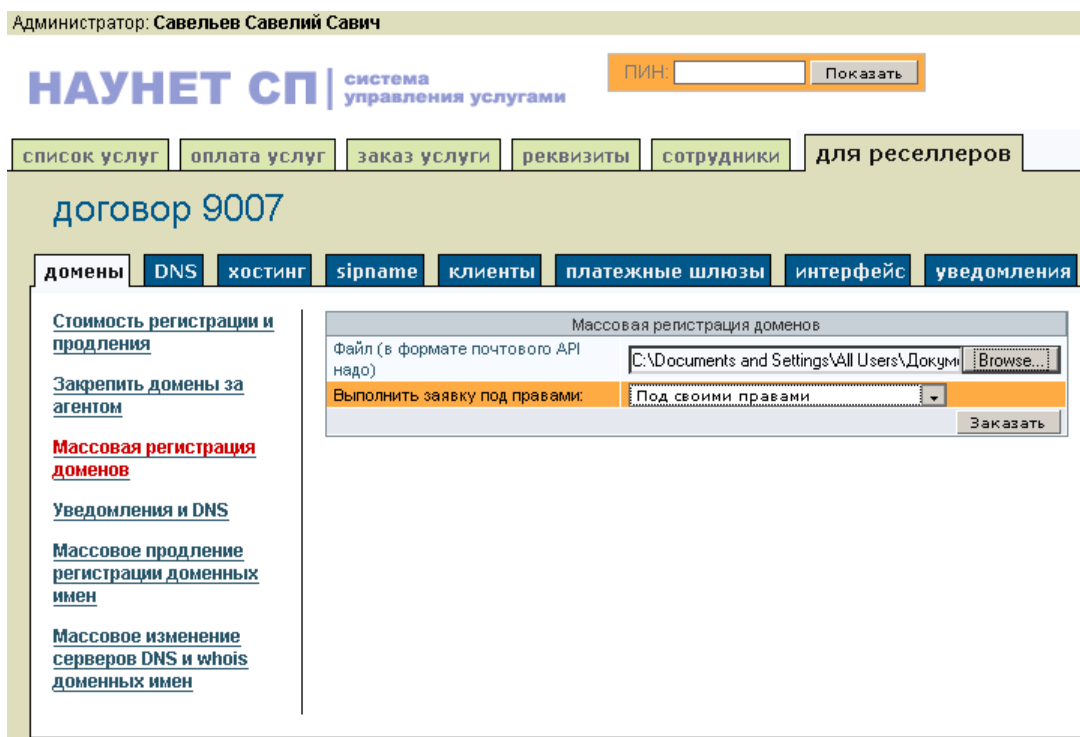 Администратор: Савельев Савелий Савич
НАУНЕТ СП
система
управления услугами
ПИН:
Показать
список услуг
оплата услуг
заказ услуги
реквизиты
сотрудники
для реселлеров
договор 9007
домены
DNS
хостинг
sipname
клиенты
платежные шлюзы
интерфейс
уведомления
Стоимость регистрации и
продления
Закрепить домены за
агентом
Массовая регистрация
доменов
Уведомления и DNS
Массовое продление
регистрации доменных
имен
Массовое изменение
серверов DNS и whois
доменных имен
Массовая регистрация доменов
Файл (в формате почтового API
надо)
C:\Documents and Settings\All Users\Докум
Browse...
Выполнить заявку под правами:
Под своими правами
Заказать